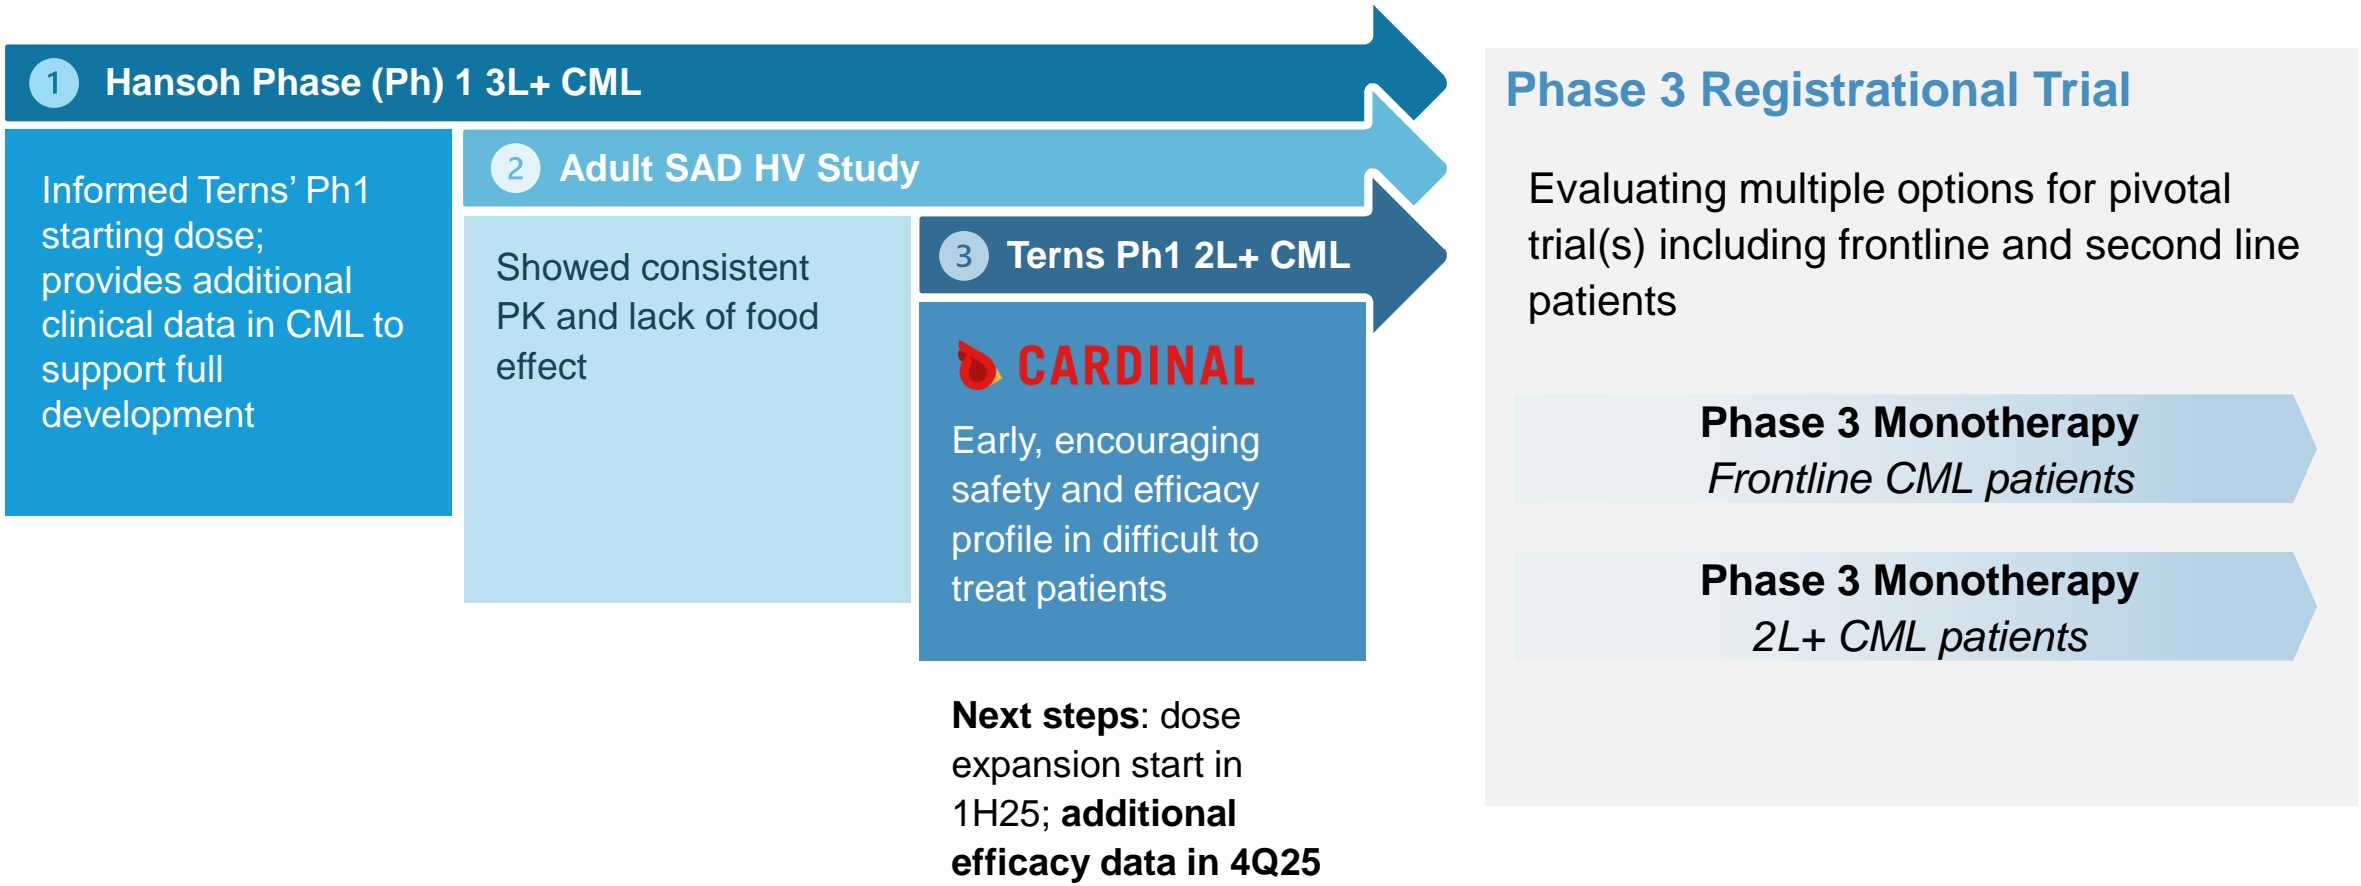 1 Hansoh Phase (Ph) 1 3L+ CML
Informed Terns’ Ph1
starting dose;
provides additional
clinical data in CML to
support full
development
2 Adult SAD HV Study
Showed consistent
PK and lack of food
effect
3 Terns Ph1 2L+ CML
CARDINAL
Early, encouraging
safety and efficacy
profile in difficult to
treat patients
Next steps: dose
expansion start in
1H25; additional
efficacy data in 4Q25
Phase 3 Registrational Trial
Evaluating multiple options for pivotal
trial(s) including frontline and second line
patients
Phase 3 Monotherapy
Frontline CML patients
Phase 3 Monotherapy
2L+ CML patients